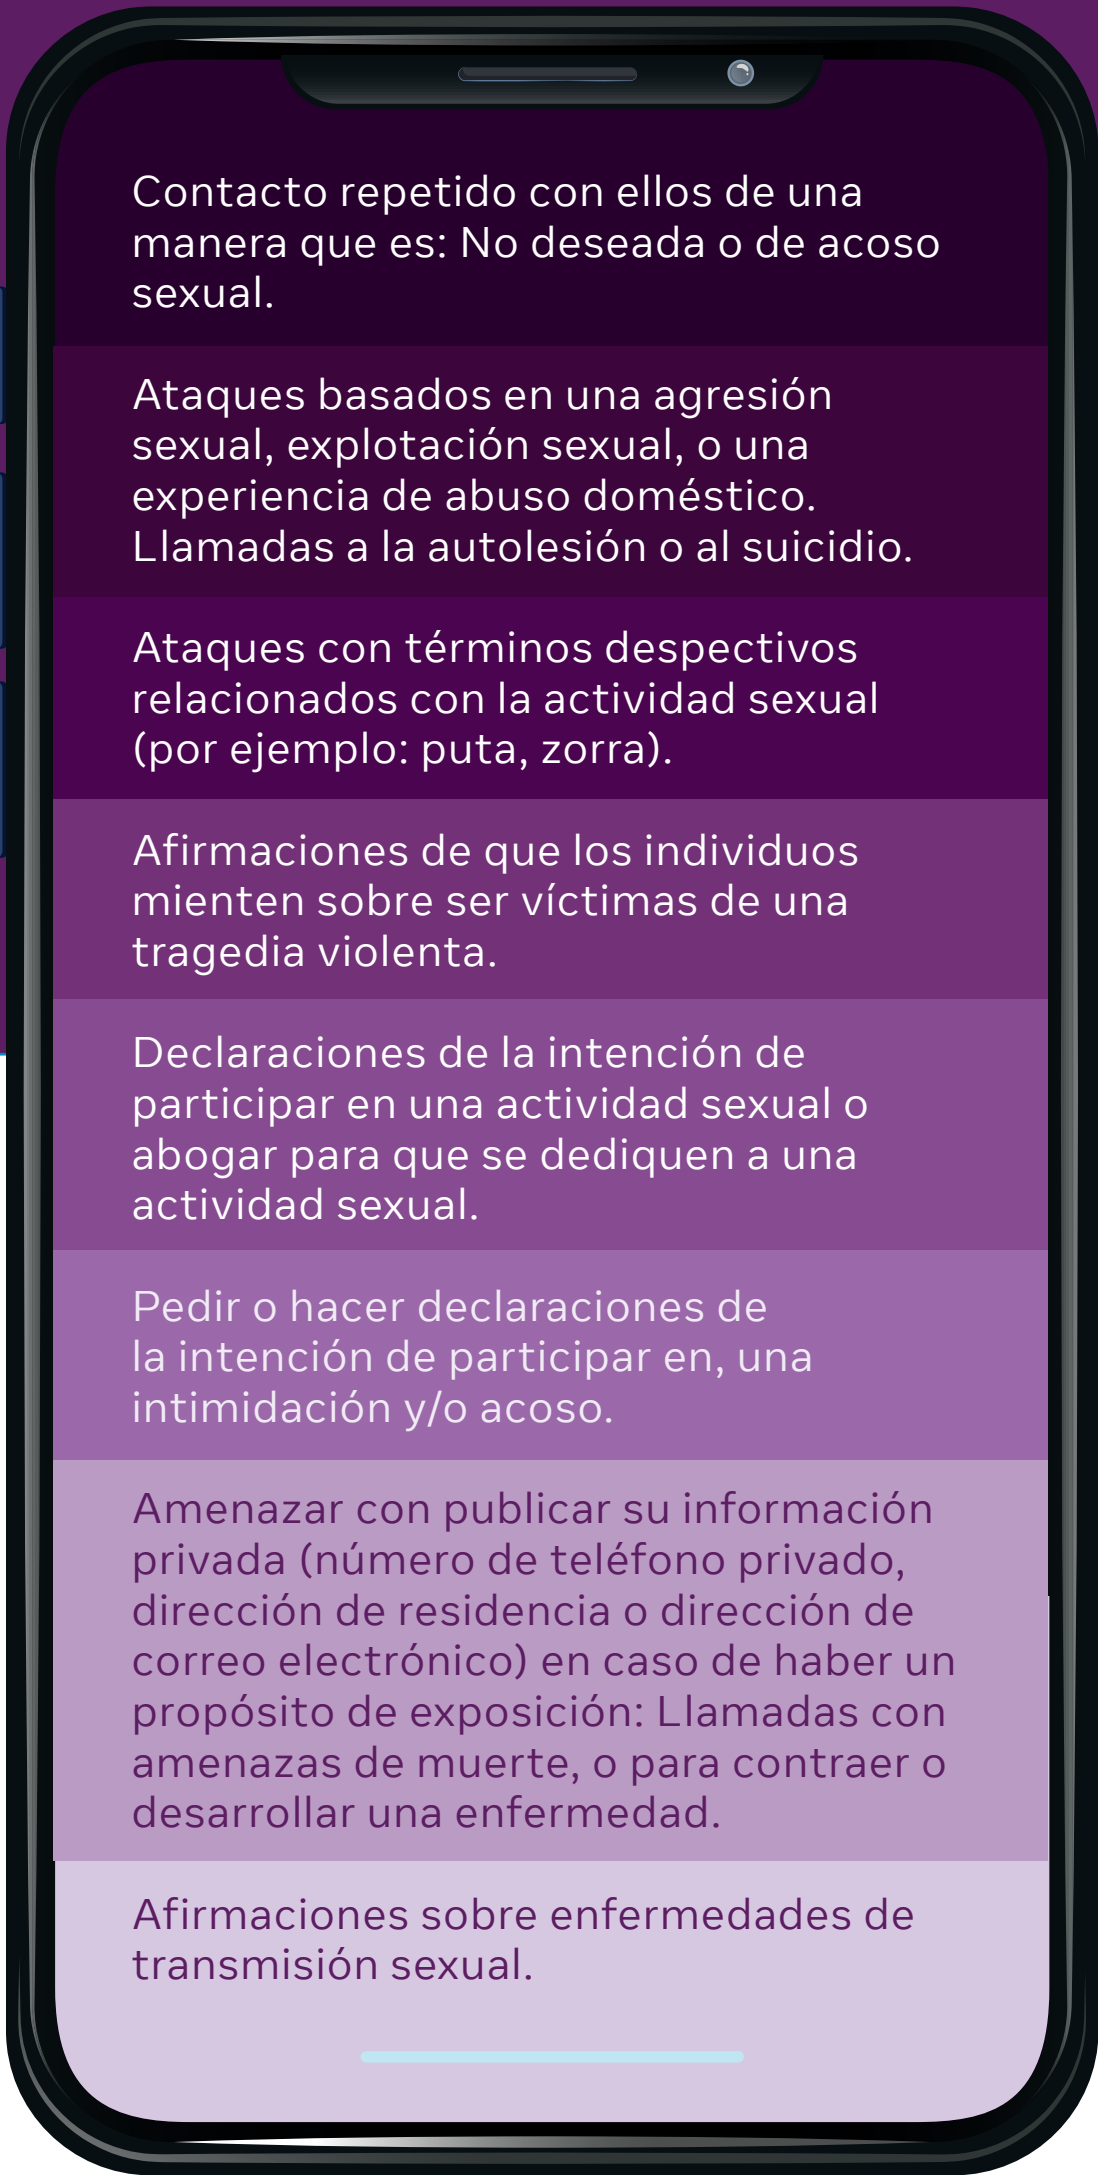 Contacto repetido con ellos de una
manera que es: No deseada o de acoso
sexual.
Ataques basados en una agresión
sexual, explotación sexual, o una
experiencia de abuso doméstico.
Llamadas a la autolesión o al suicidio.
Ataques con términos despectivos
relacionados con la actividad sexual
(por ejemplo: puta, zorra).
Afirmaciones de que los individuos
mienten sobre ser víctimas de una
tragedia violenta.
Declaraciones de la intención de
participar en una actividad sexual o
abogar para que se dediquen a una
actividad sexual.
Pedir o hacer declaraciones de
la intención de participar en, una
intimidación y/o acoso.
Amenazar con publicar su información
privada (número de teléfono privado,
dirección de residencia o dirección de
correo electrónico) en caso de haber un
propósito de exposición: Llamadas con
amenazas de muerte, o para contraer o
desarrollar una enfermedad.
Afirmaciones sobre enfermedades de
transmisión sexual.